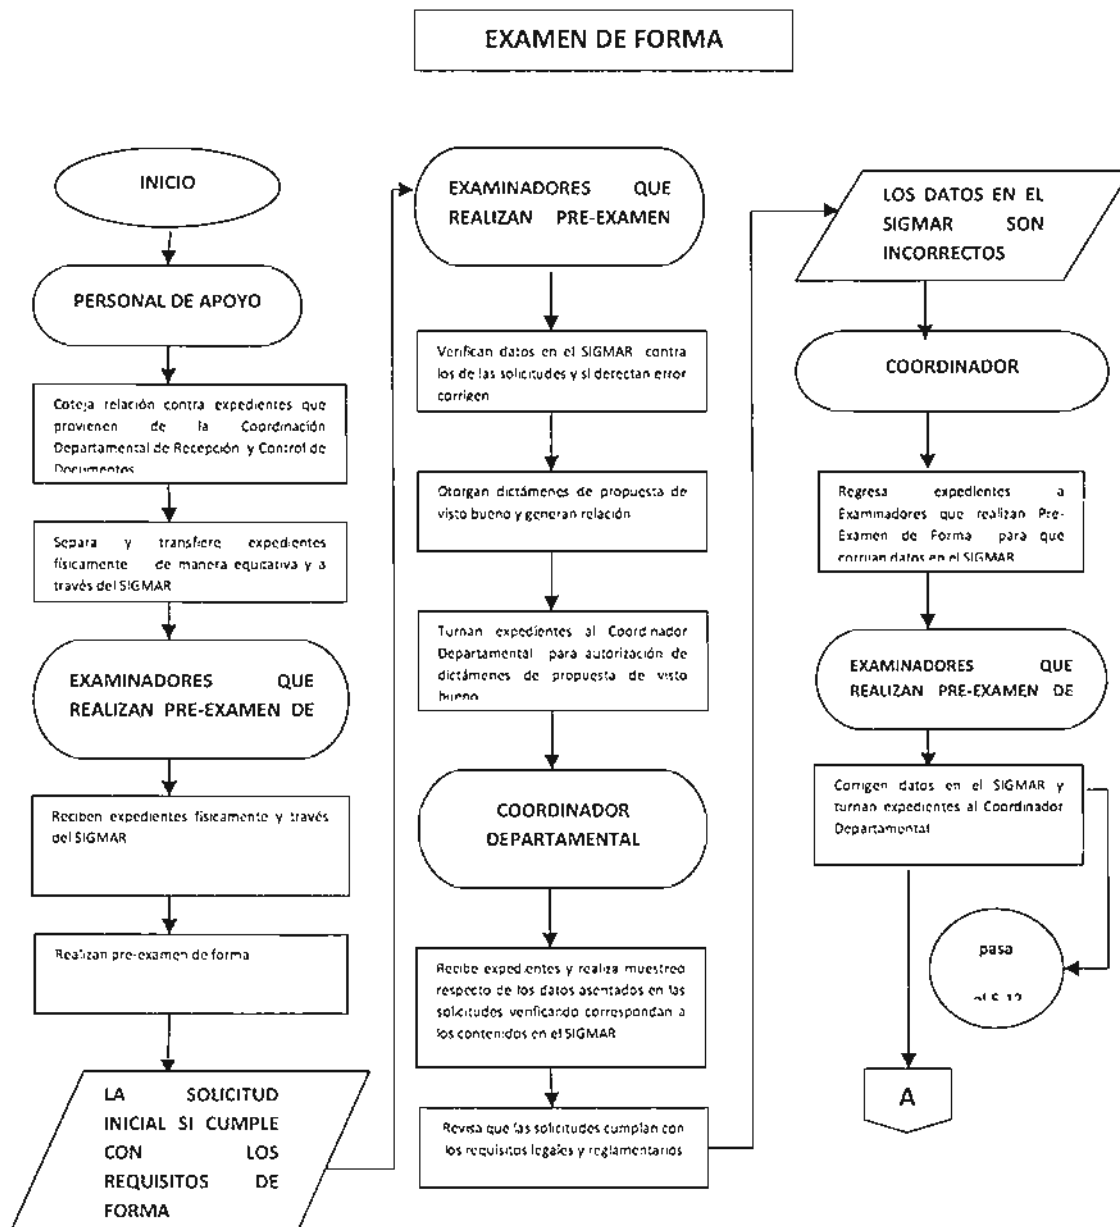 EXAMEN DE FORMA
INICIO
PERSONAL DE APOYO
Coteja relación contra expedientes que
provienen de la Coordinación
Departamental de Recepción y Control de
Documentos
Separa y transfiere expedientes
físicamente de manera equitativa y a
través del SIGMAR
EXAMINADORES QUE
REALIZAN PRE-EXAMEN DE
Reciben expedientes físicamente y través
del SIGMAR
Realizan pre-examen de forma
LA SOLICITUD
INICIAL SI CUMPLE
CON LOS
REQUISITOS DE
FORMA
EXAMINADORES QUE
REALIZAN PRE-EXAMEN
Verifican datos en el SIGMAR contra
los de las solicitudes y si detectan error
corrigen
Otorgan dictámenes de propuesta de
visto bueno y generan relación
Turnan expedientes al Coordinador
Departamental para autorización de
dictámenes de propuesta de visto
bueno
COORDINADOR
DEPARTAMENTAL
Recibe expedientes y realiza muestreo
respecto de los datos asentados en las
solicitudes verificando correspondan a
los contenidos en el SIGMAR
Revisa que las solicitudes cumplan con
los requisitos legales y reglamentarios
LOS DATOS EN EL
SIGMAR SON
INCORRECTOS
COORDINADOR
Regresa expedientes a
Examinadores que realizan Pre-
Examen de Forma para que
corrijan datos en el SIGMAR
EXAMINADORES QUE
REALIZAN PRE-EXAMEN DE
Corrigen datos en el SIGMAR y
turnan expedientes al Coordinador
Departamental
pasa
A